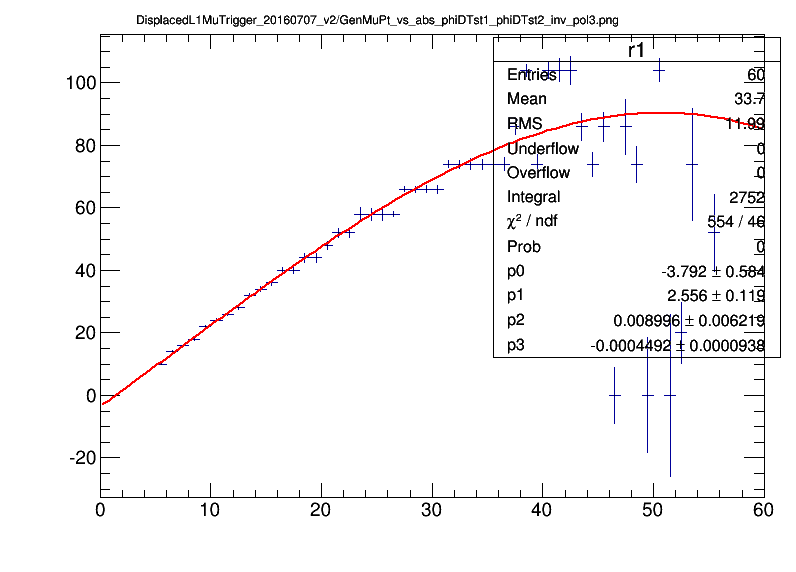 DisplacedL1MuTrigger_20160707_v2/GenMuPt_vs_abs_phiDTst1_phiDTst2_inv_pol3.png
r1
Entries 60
Mean 33.7
RMS 11.99
Underflow 0
Overflow 0
Integral 2752
χ² / ndf 554 / 46
Prob 0
p0 -3.792 ± 0.584
p1 2.556 ± 0.119
p2 0.008996 ± 0.006219
p3 -0.0004492 ± 0.0000938
100
80
60
40
20
0
-20
0 10 20 30 40 50 60